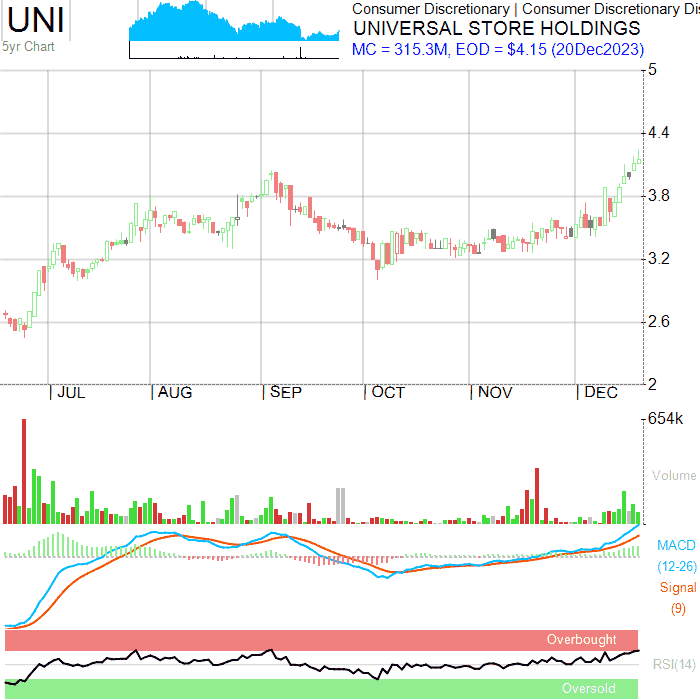 UNI
5yr Chart
Consumer Discretionary | Consumer Discretionary Dis
UNIVERSAL STORE HOLDINGS
MC = 315.3M, EOD = $4.15 (20Dec2023)
5
4.4
3.8
3.2
2.6
2
JUL AUG SEP OCT NOV DEC
654k
Volume
MACD
(12-26)
Signal
(9)
Overbought
RSI(14)
Oversold